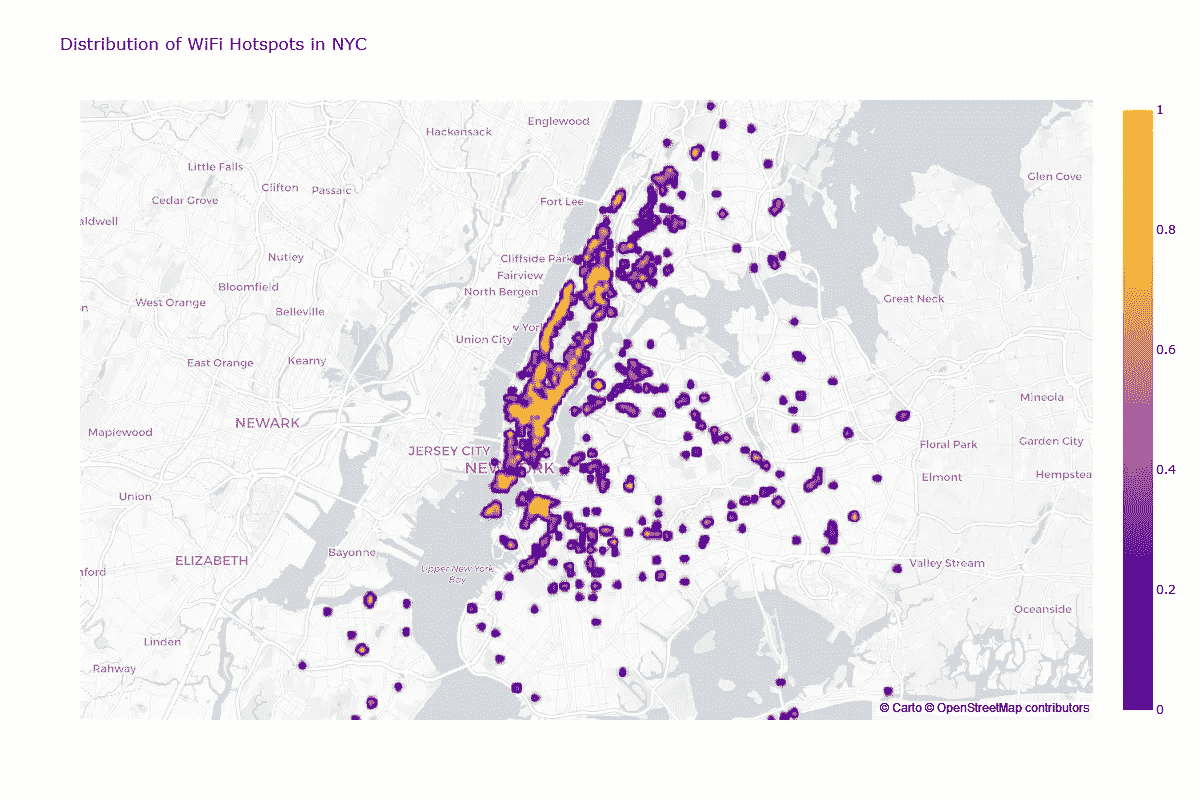 Distribution of WiFi Hotspots in NYC
Englewood
Hackensack
Little Falls
Glen Cove
Clifton
Passaic
Cedar Grove
Fort Lee
aldwell
Nutley
Cliffside Park
Fairview
Bloomfield
North Bergen
West Orange
Great Neck
Belleville
w York
Union City
East Orange
Kearny
Mineola
NEWARK
Maplewood
Floral Park
Garden City
JERSEY CITY
NEW YORK
Elmont
Hempstea
Union
Bayonne
ELIZABETH
Valley Stream
Upper New York
Bay
nford
Oceanside
Linden
Rahway
© Carto © OpenStreetMap contributors
1
0.8
0.6
0.4
0.2
0